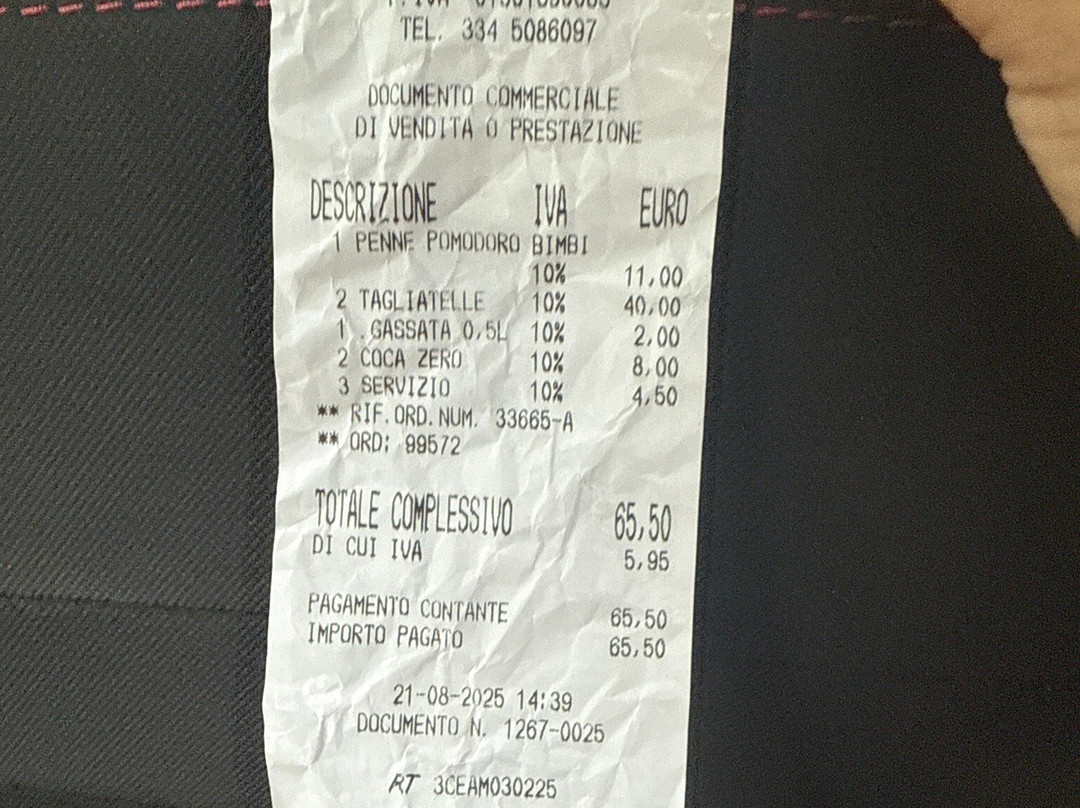 TEL. 334 5086097
DOCUMENTO COMMERCIALE
DI VENDITA O PRESTAZIONE
DESCRIZIONE IVA EURO
1 PENNE POMODORO BIMBI
10% 11,00
2 TAGLIATELLE 10% 40,00
1 .GASSATA 0,5L 10% 2,00
2 COCA ZERO 10% 8,00
3 SERVIZIO 10% 4,50
** RIF.ORD.NUM. 33665-A
** ORD: 99572
TOTALE COMPLESSIVO 65,50
DI CUI IVA 5,95
PAGAMENTO CONTANTE 65,50
IMPORTO PAGATO 65,50
21-08-2025 14:39
DOCUMENTO N. 1267-0025
RT 3CEAM030225